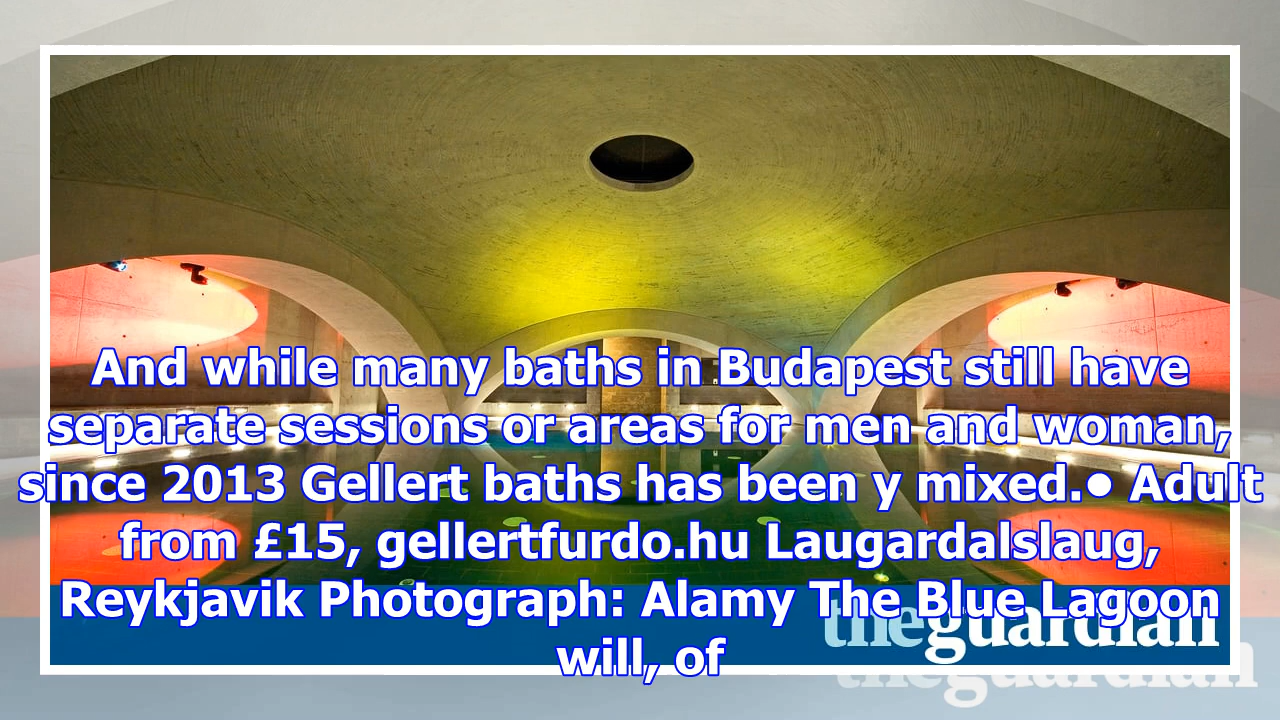 And while many baths in Budapest still have
separate sessions or areas for men and woman,
since 2013 Gellert baths has been y mixed.• Adult
from £15, gellertfurdo.hu Laugardalslaug,
Reykjavik Photograph: Alamy The Blue Lagoon
will, of
theguardian
theguardian